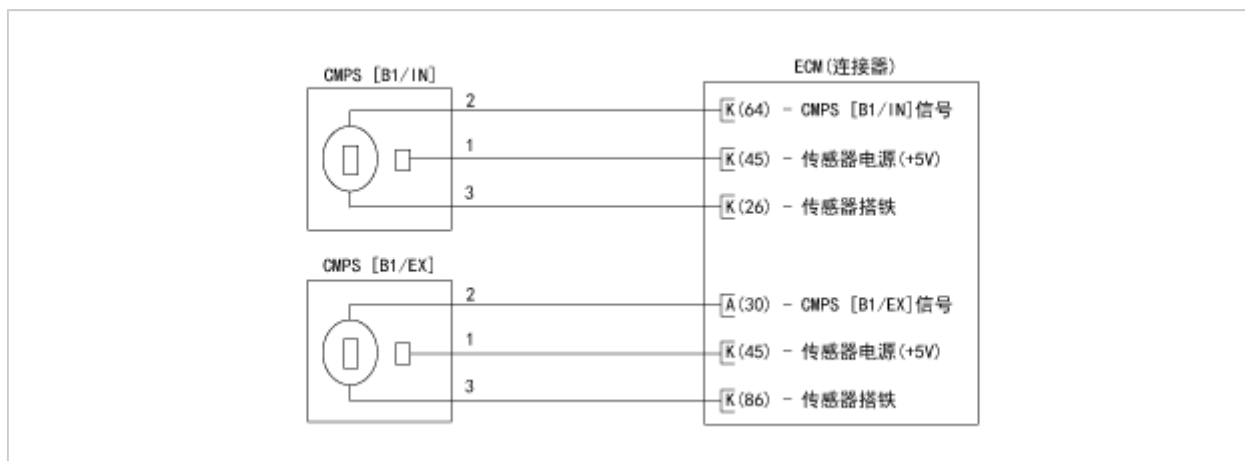 ECM(连接器)
CMPS [B1/IN]
2
K(64) - CMPS [B1/IN]信号
1
K(45) - 传感器电源(+5V)
3
K(26) - 传感器搭铁
CMPS [B1/EX]
2
A(30) - CMPS [B1/EX]信号
1
K(45) - 传感器电源(+5V)
3
K(86) - 传感器搭铁